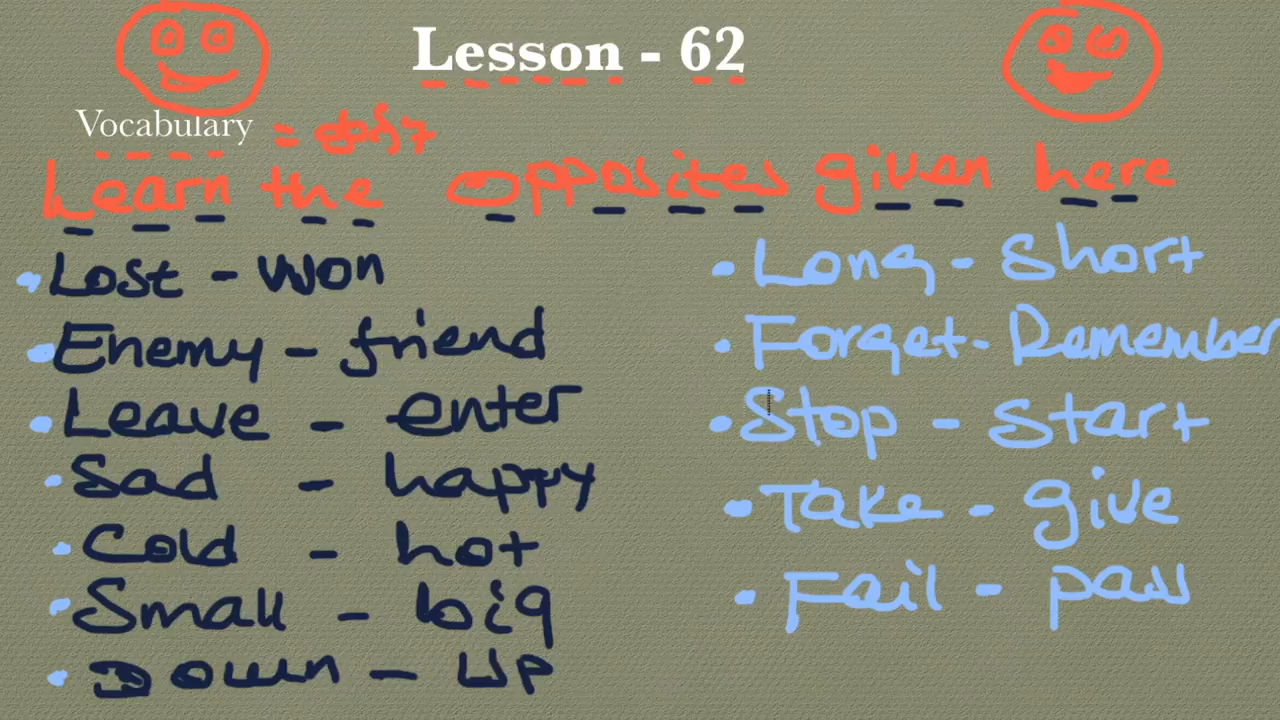 Lesson - 62
Vocabulary =
Learn the opposites given here
Lost - won
Enemy - friend
Leave - enter
Sad - happy
Cold - hot
Small - big
Down - Up
Long - Short
Forget - Remember
Stop - Start
Take - give
Fail - pass